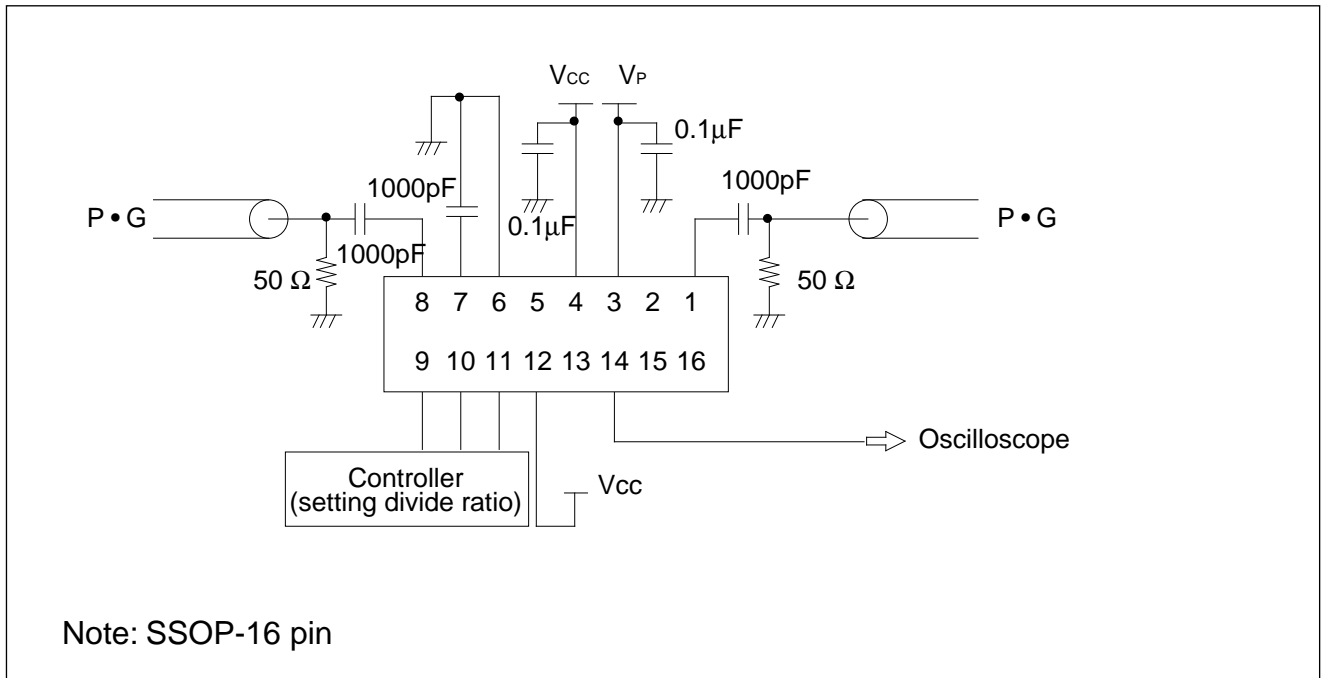 VCC VP
0.1µF
1000pF 1000pF
P • G 0.1µF P • G
1000pF
50 Ω 50 Ω
8 7 6 5 4 3 2 1
9 10 11 12 13 14 15 16
Oscilloscope
Controller
(setting divide ratio)
Vcc
Note: SSOP-16 pin